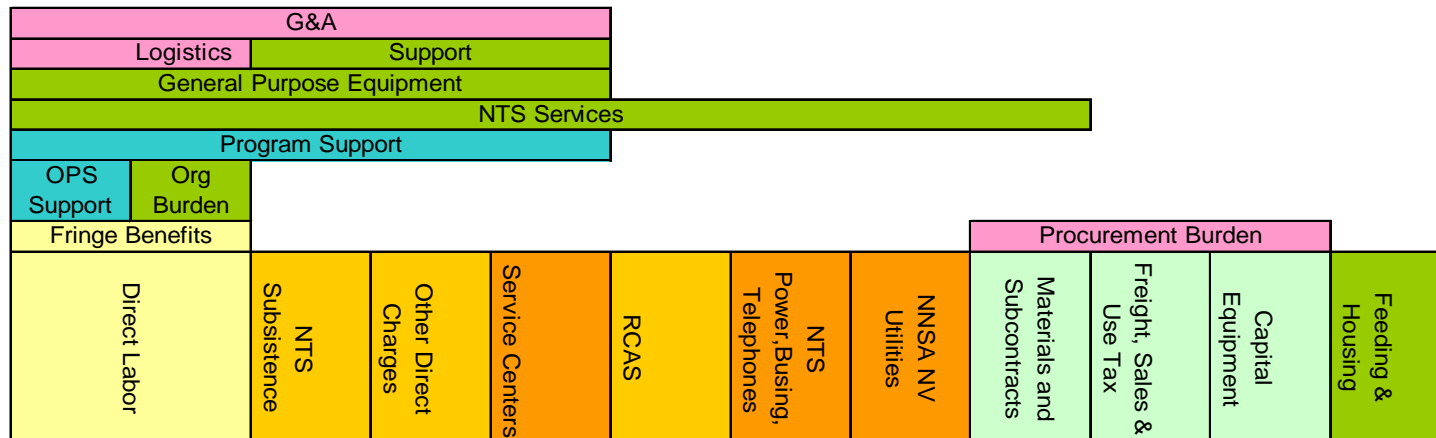 G&A
Logistics
Support
General Purpose Equipment
NTS Services
Program Support
OPS
Support
Org
Burden
Fringe Benefits
Procurement Burden
Direct Labor
NTS
Subsistence
Other Direct
Charges
Service Centers
RCAS
NTS
Power,Busing,
Telephones
NNSA NV
Utilities
Materials and
Subcontracts
Freight, Sales &
Use Tax
Capital
Equipment
Feeding &
Housing